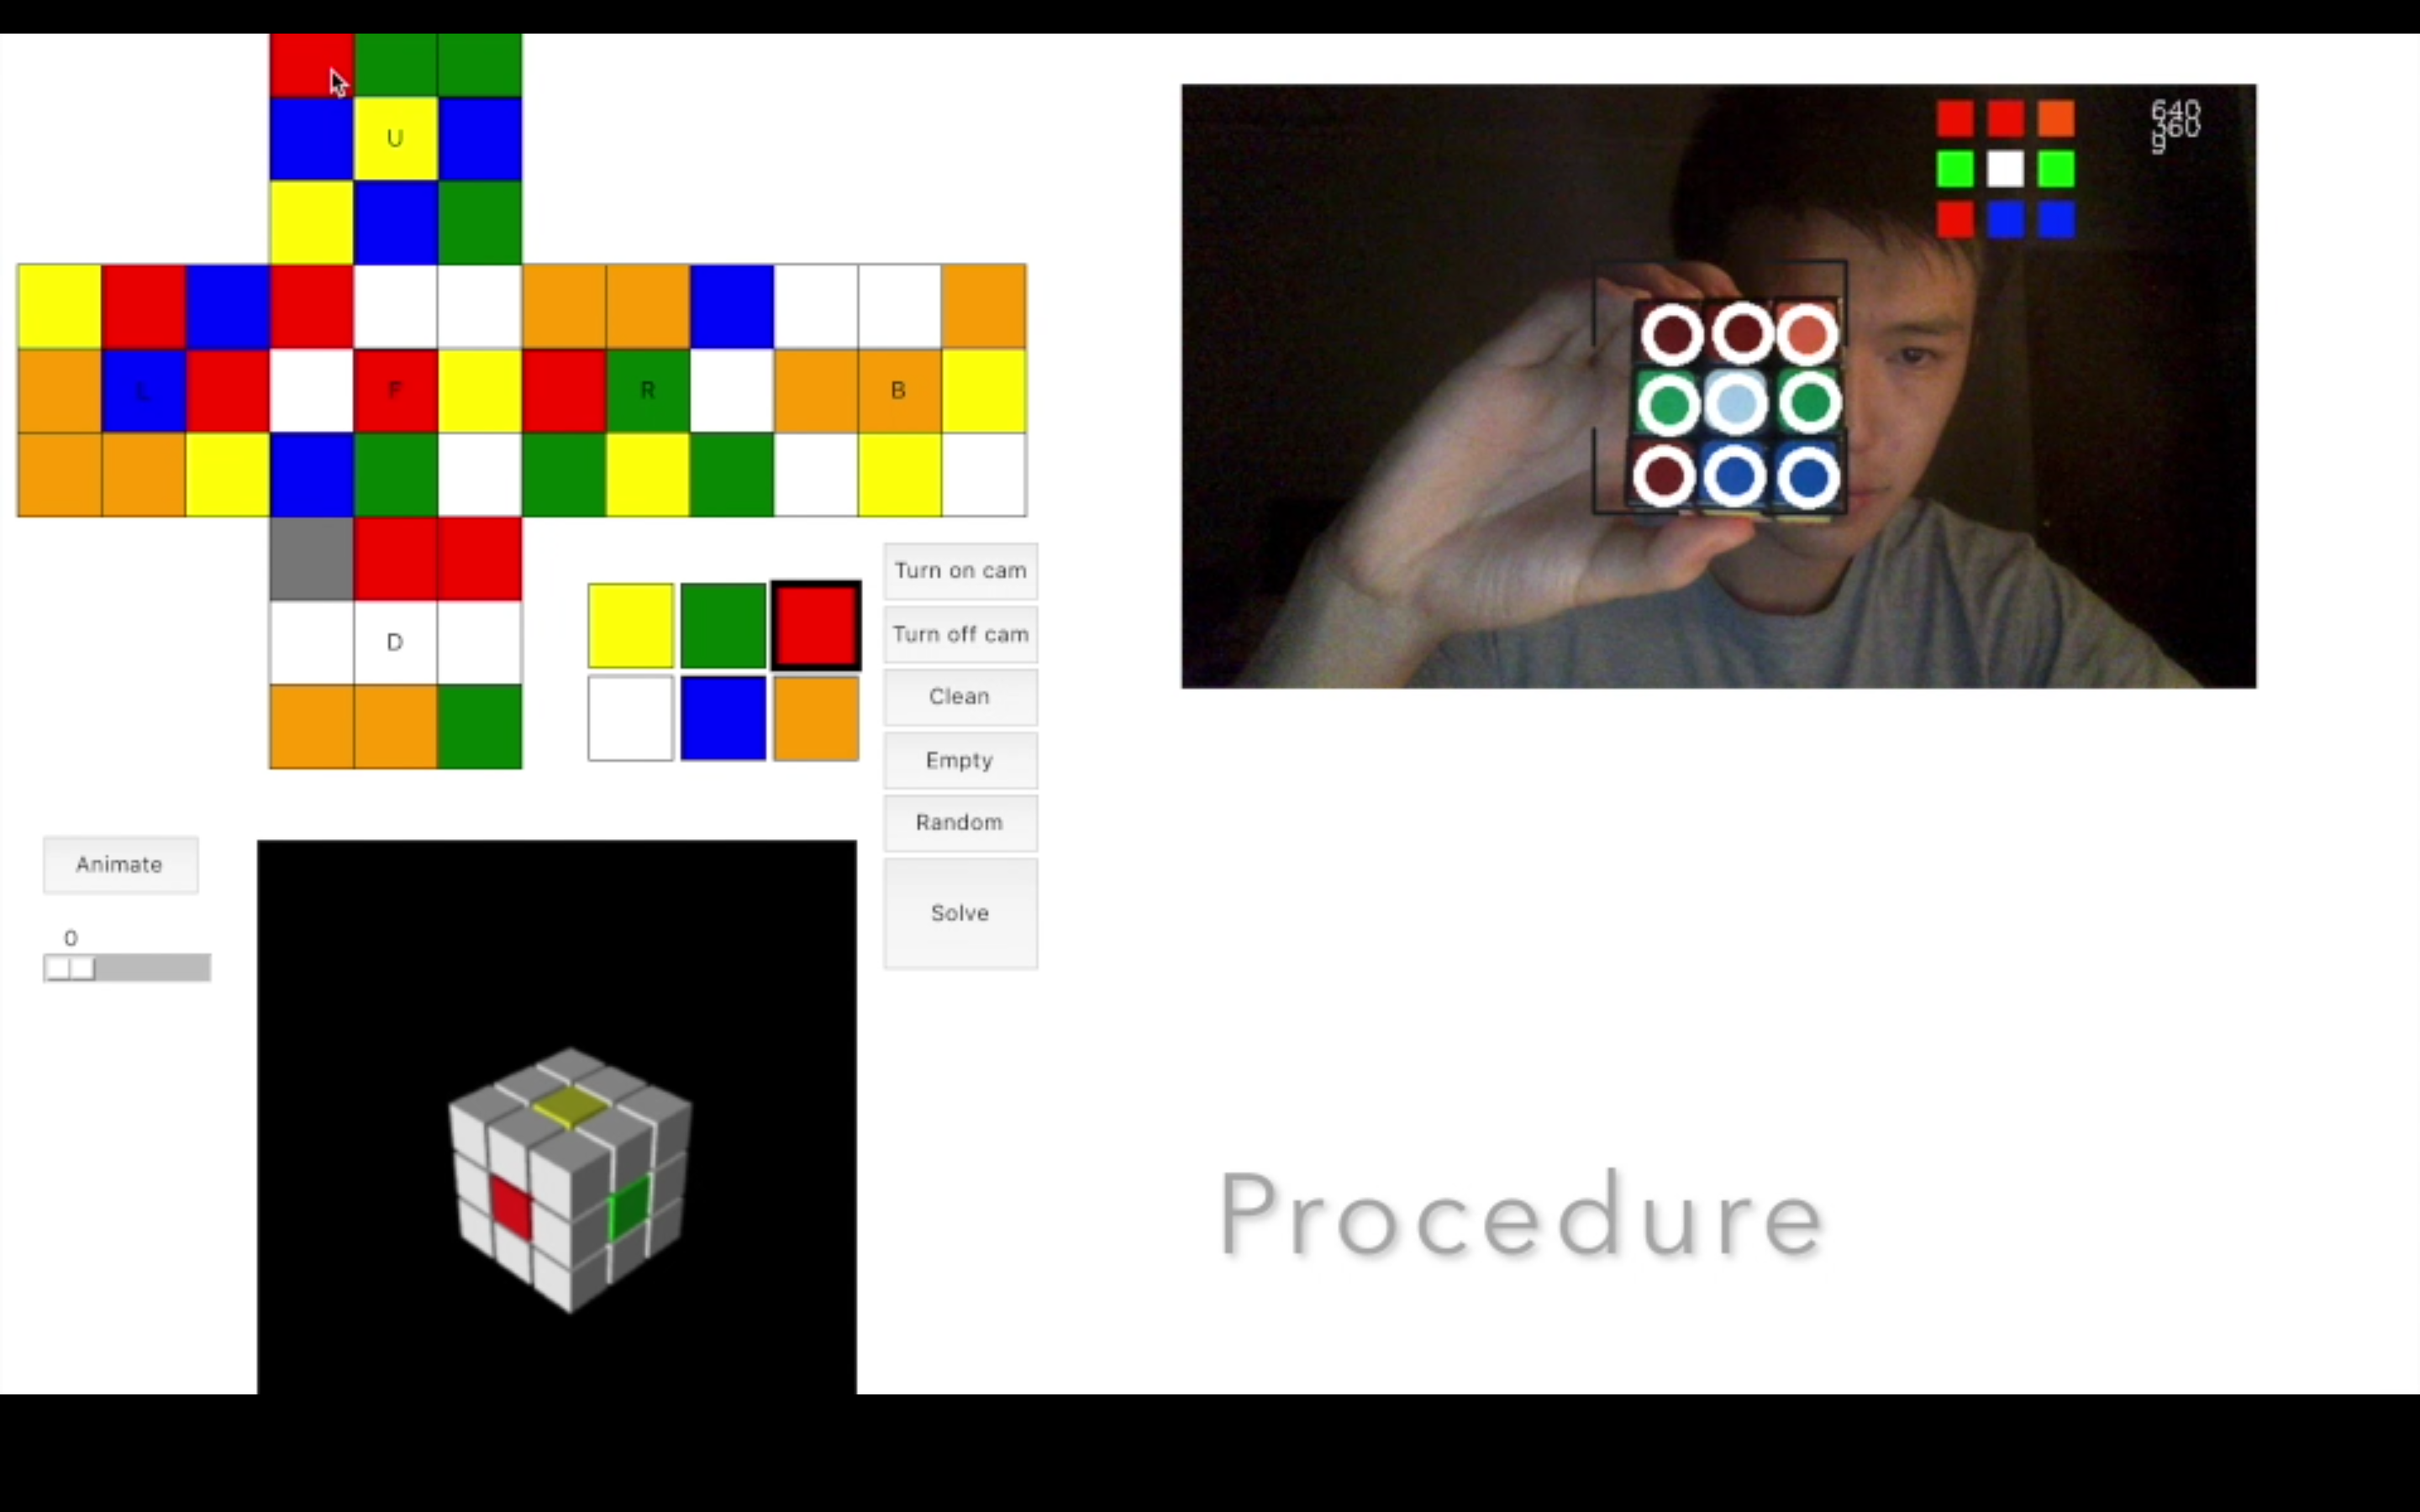 U
L F R B
D
Turn on cam
Turn off cam
Clean
Empty
Random
Solve
Animate
0
640
360
9
Procedure